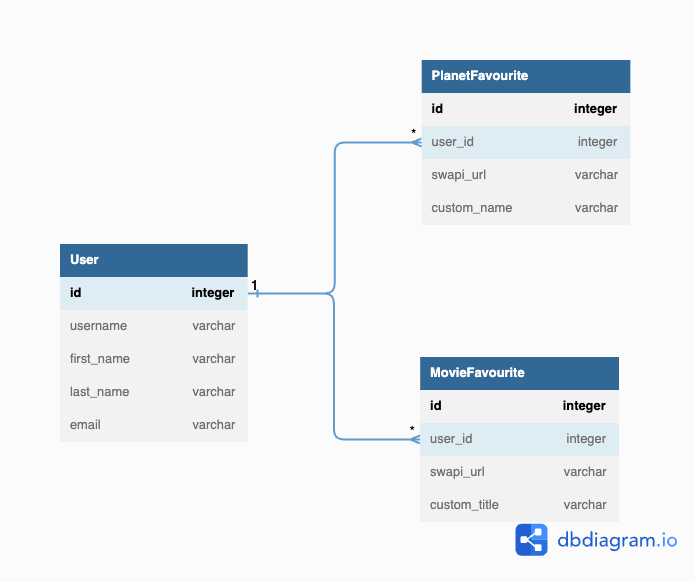 PlanetFavourite
id integer
*
user_id integer
swapi_url varchar
custom_name varchar
User
1
id integer
username varchar
first_name varchar
last_name varchar
email varchar
MovieFavourite
id integer
*
user_id integer
swapi_url varchar
custom_title varchar
dbdiagram.io